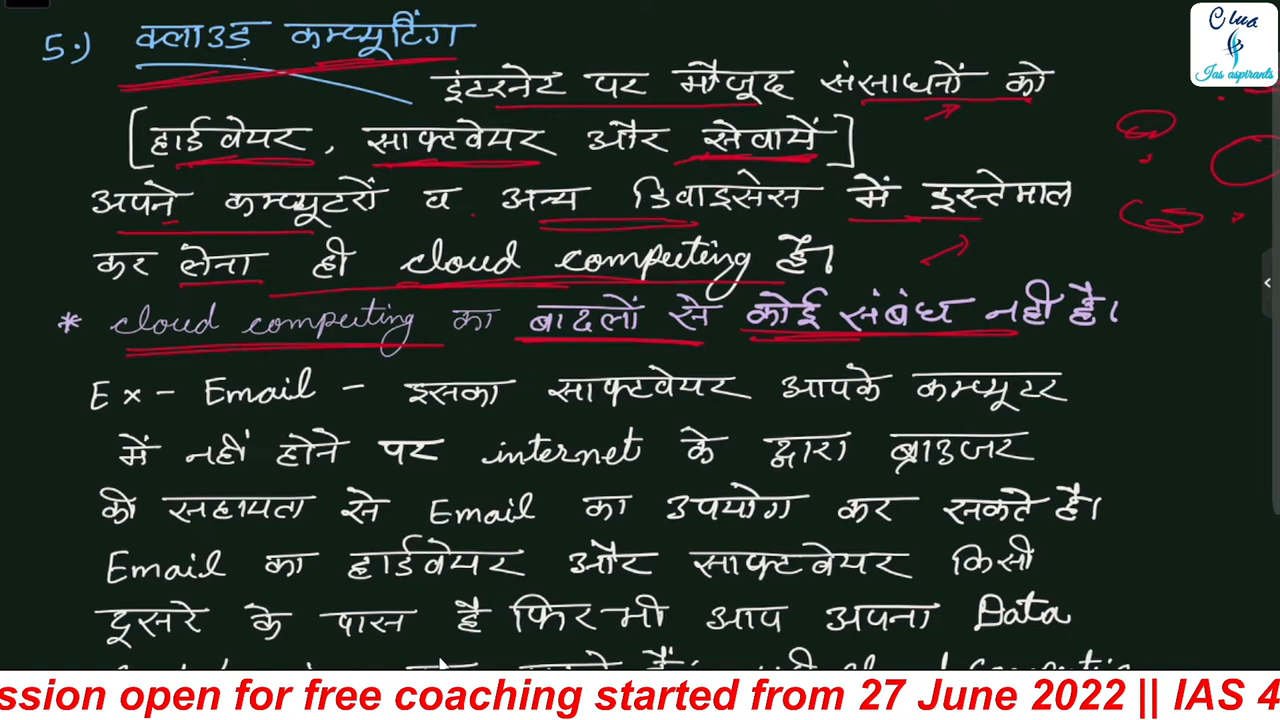 5.) क्लाउड कम्प्यूटिंग
इंटरनेट पर मौजूद संसाधनों को
[हार्डवेयर, साफ्टवेयर और सेवायें]
अपने कम्प्यूटरों व अन्य डिवाइसेस में इस्तेमाल
कर लेना ही cloud computing है।
* cloud computing का बादलों से कोई संबंध नहीं है।
Ex - Email - इसका साफ्टवेयर आपके कम्प्यूटर
में नहीं होने पर internet के द्वारा ब्राउजर
की सहायता से Email का उपयोग कर सकते है।
Email का हार्डवेयर और साफ्टवेयर किसी
दूसरे के पास है फिर भी आप अपना Data
Clue
Ias aspirants
ssion open for free coaching started from 27 June 2022 || IAS 4